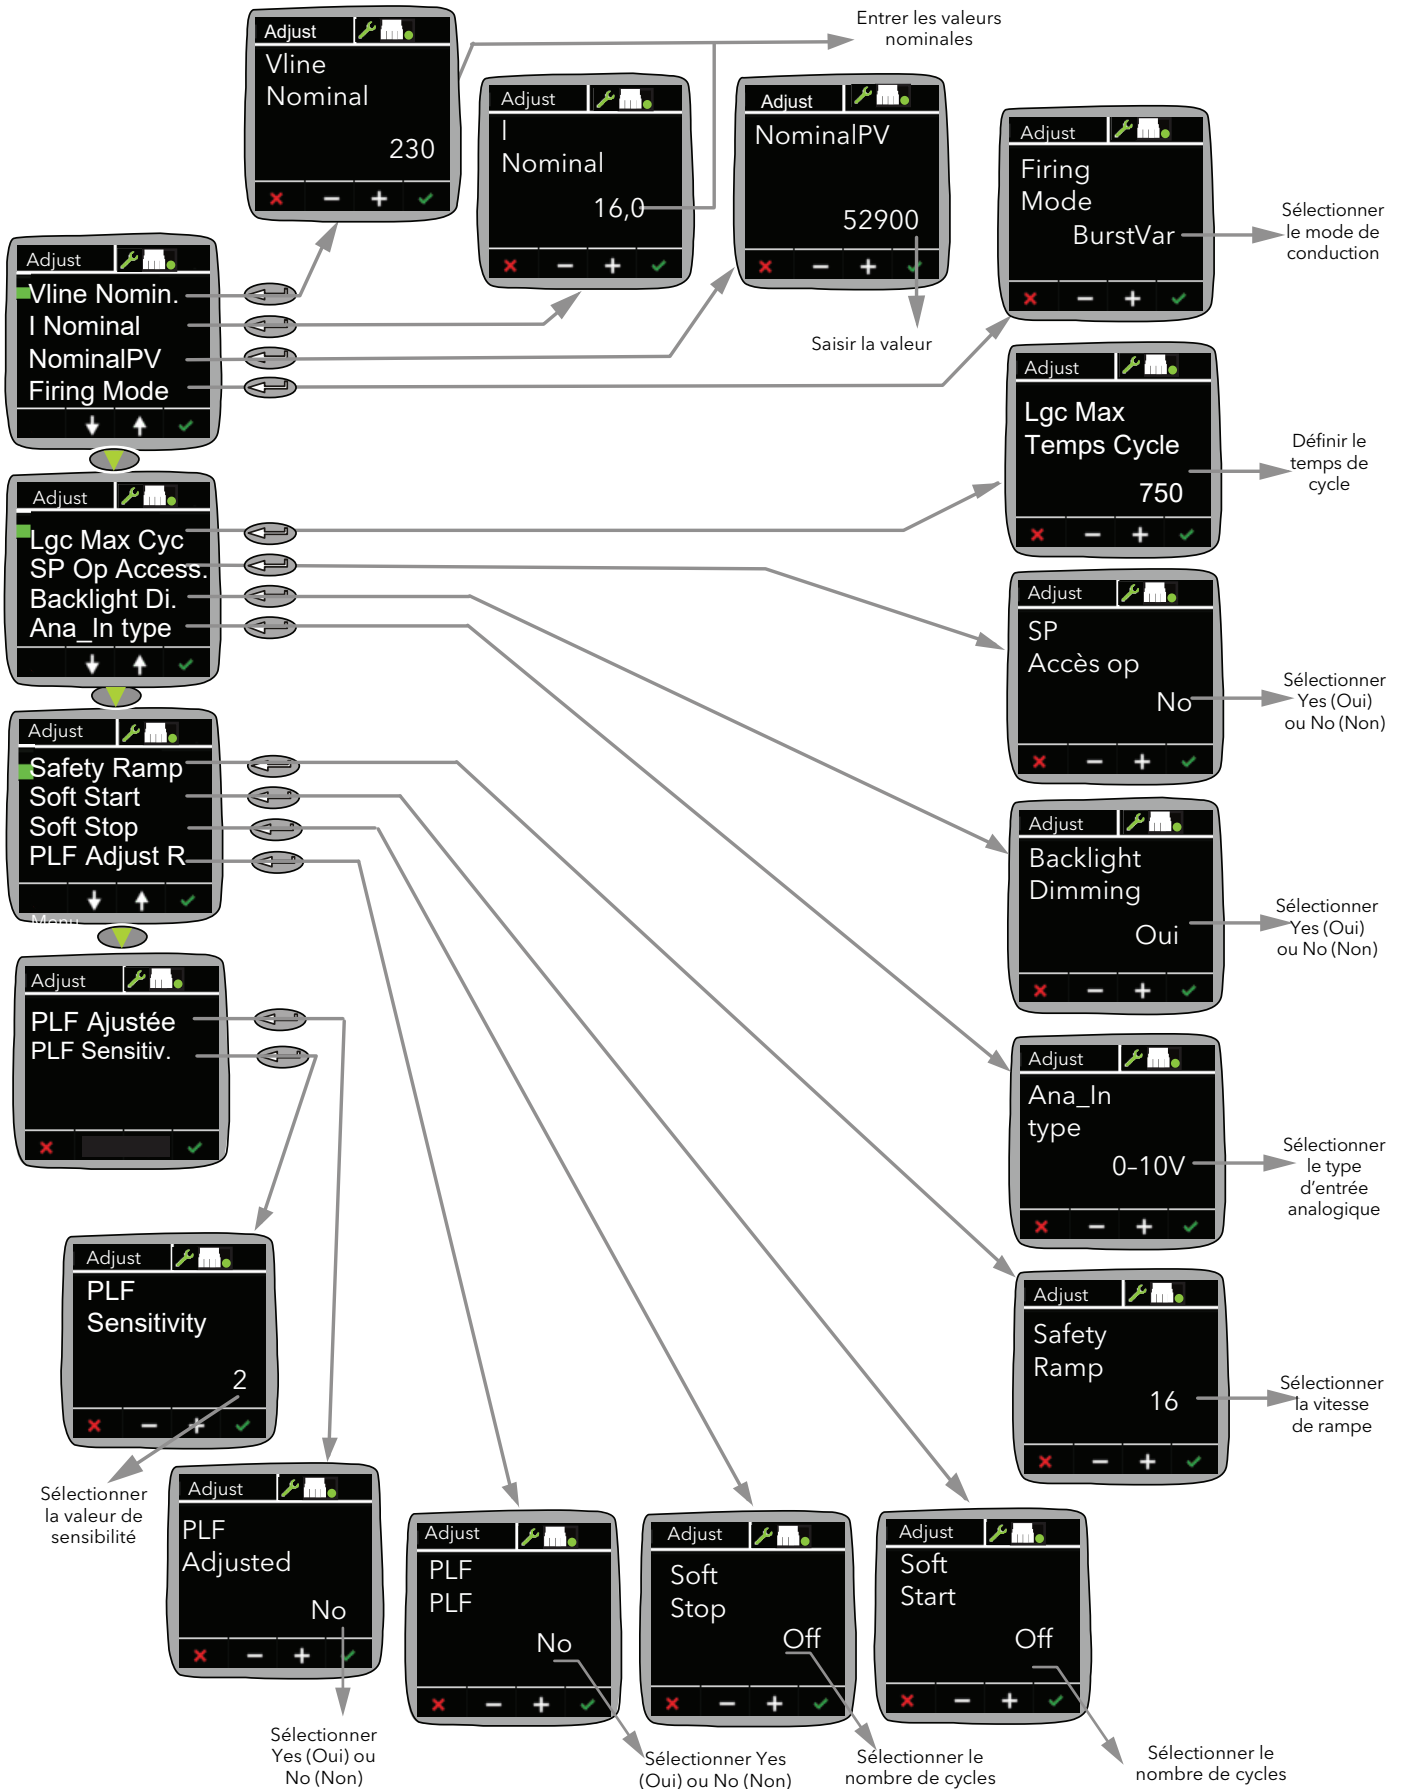 Adjust
Vline
Nominal
230
Entrer les valeurs
nominales
Adjust
I
Nominal
16,0
Adjust
NominalPV
52900
Saisir la valeur
Adjust
Firing
Mode
BurstVar
Sélectionner
le mode de
conduction
Adjust
Vline Nomin.
I Nominal
NominalPV
Firing Mode
Adjust
Lgc Max
Temps Cycle
750
Définir le
temps de
cycle
Adjust
Lgc Max Cyc
SP Op Access.
Backlight Di.
Ana_In type
Adjust
SP
Accès op
No
Sélectionner
Yes (Oui)
ou No (Non)
Adjust
Safety Ramp
Soft Start
Soft Stop
PLF Adjust R
Menu
Adjust
Backlight
Dimming
Oui
Sélectionner
Yes (Oui)
ou No (Non)
Adjust
PLF Ajustée
PLF Sensitiv.
Adjust
Ana_In
type
0–10V
Sélectionner
le type
d'entrée
analogique
Adjust
PLF
Sensitivity
2
Sélectionner
la valeur de
sensibilité
Adjust
Safety
Ramp
16
Sélectionner
la vitesse
de rampe
Adjust
PLF
Adjusted
No
Sélectionner
Yes (Oui) ou
No (Non)
Adjust
PLF
PLF
No
Sélectionner Yes
(Oui) ou No (Non)
Adjust
Soft
Stop
Off
Sélectionner le
nombre de cycles
Adjust
Soft
Start
Off
Sélectionner le
nombre de cycles